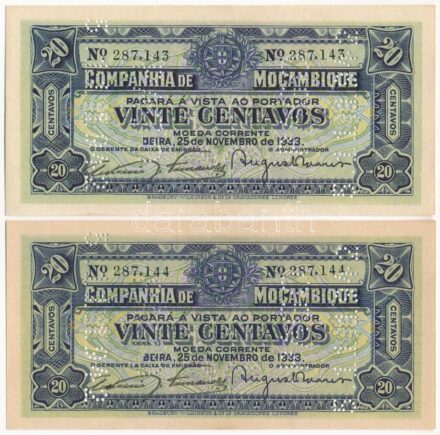 20 Nº 287,143 Nº 287,143 20
COMPANHIA DE MOÇAMBIQUE
PAGARÁ Á VISTA AO PORTADOR
CENTAVOS VINTE CENTAVOS CENTAVOS
MOEDA CORRENTE
BEIRA, 25 DE NOVEMBRO DE 1933.
O GERENTE DA CAIXA DE EMISSÃO O ADMINISTRADOR
20 20
BRADBURY, WILKINSON & Cº Lº GRAVADORES LONDRES
darabanth
20 Nº 287,144 Nº 287,144 20
COMPANHIA DE MOÇAMBIQUE
PAGARÁ Á VISTA AO PORTADOR
CENTAVOS VINTE CENTAVOS CENTAVOS
MOEDA CORRENTE
BEIRA, 25 DE NOVEMBRO DE 1933.
O GERENTE DA CAIXA DE EMISSÃO O ADMINISTRADOR
20 20
BRADBURY, WILKINSON & Cº Lº GRAVADORES LONDRES